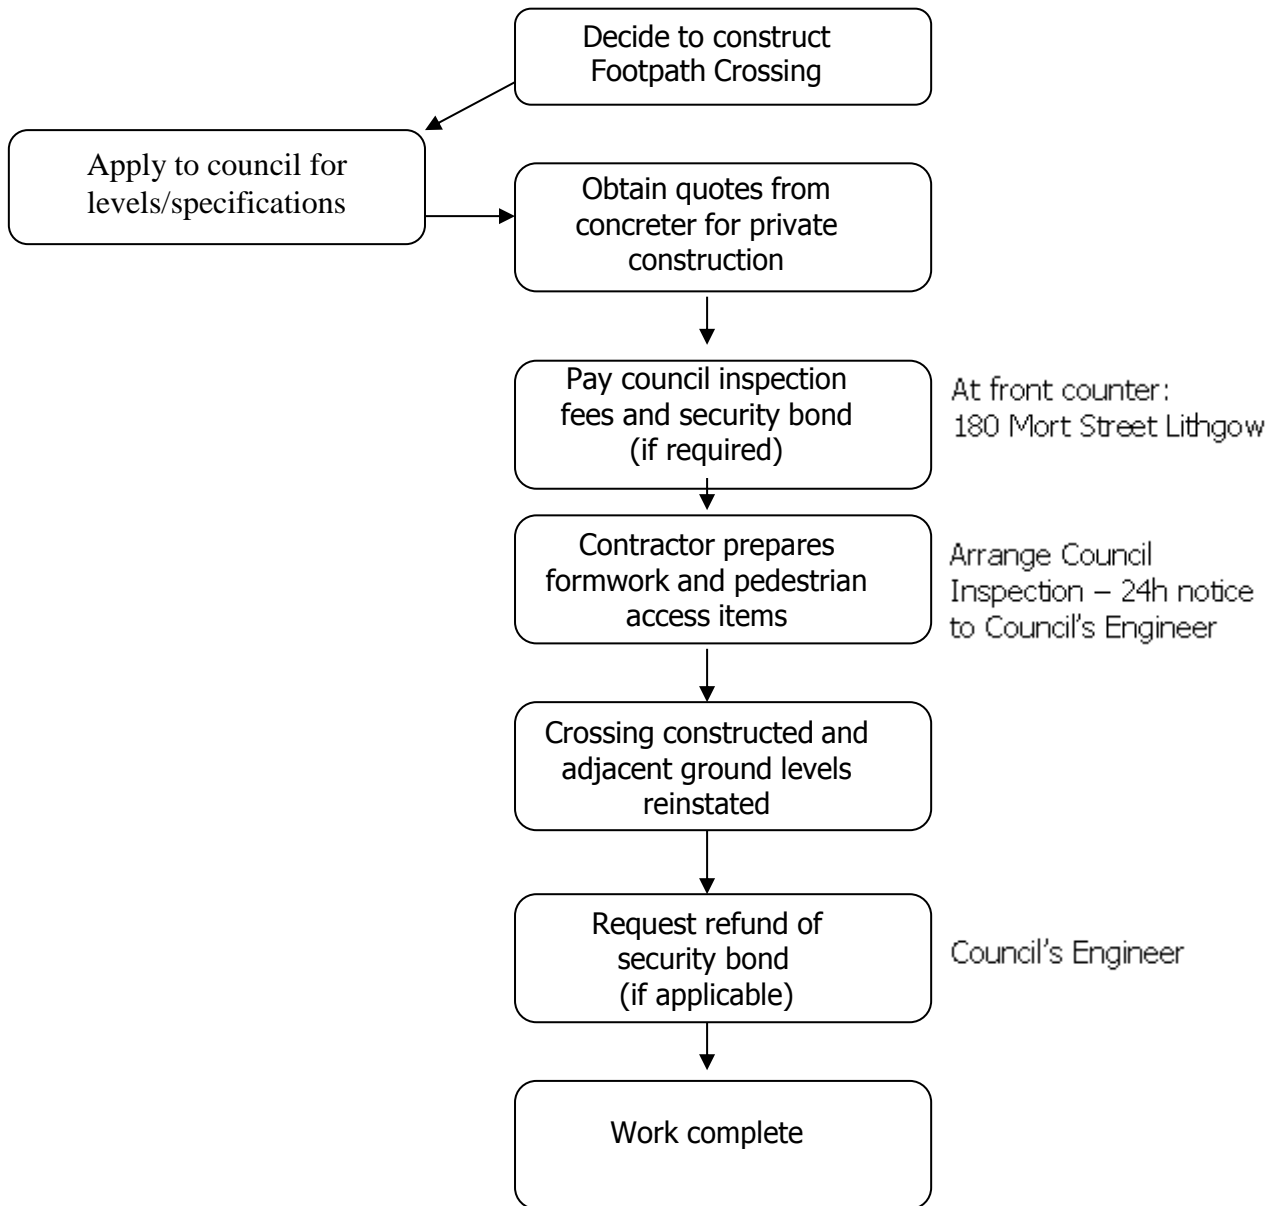 Decide to construct
Footpath Crossing
Apply to council for
levels/specifications
Obtain quotes from
concreter for private
construction
Pay council inspection
fees and security bond
(if required)
At front counter:
180 Mort Street Lithgow
Contractor prepares
formwork and pedestrian
access items
Arrange Council
Inspection – 24h notice
to Council's Engineer
Crossing constructed and
adjacent ground levels
reinstated
Request refund of
security bond
(if applicable)
Council's Engineer
Work complete